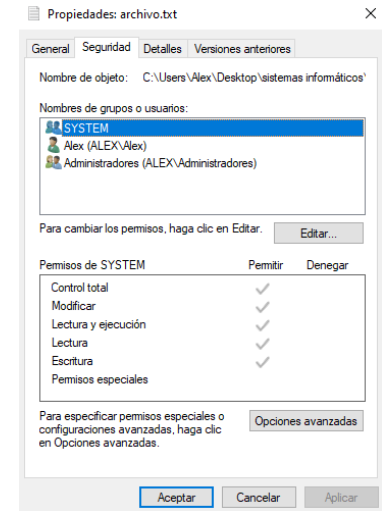 Propiedades: archivo.txt
General Seguridad Detalles Versiones anteriores
Nombre de objeto: C:\Users\Alex\Desktop\sistemas informáticos\
Nombres de grupos o usuarios:
SYSTEM
Alex (ALEX\Alex)
Administradores (ALEX\Administradores)
Para cambiar los permisos, haga clic en Editar. Editar...
Permisos de SYSTEM Permitir Denegar
Control total
Modificar
Lectura y ejecución
Lectura
Escritura
Permisos especiales
Para especificar permisos especiales o
configuraciones avanzadas, haga clic
en Opciones avanzadas.
Opciones avanzadas
Aceptar Cancelar Aplicar